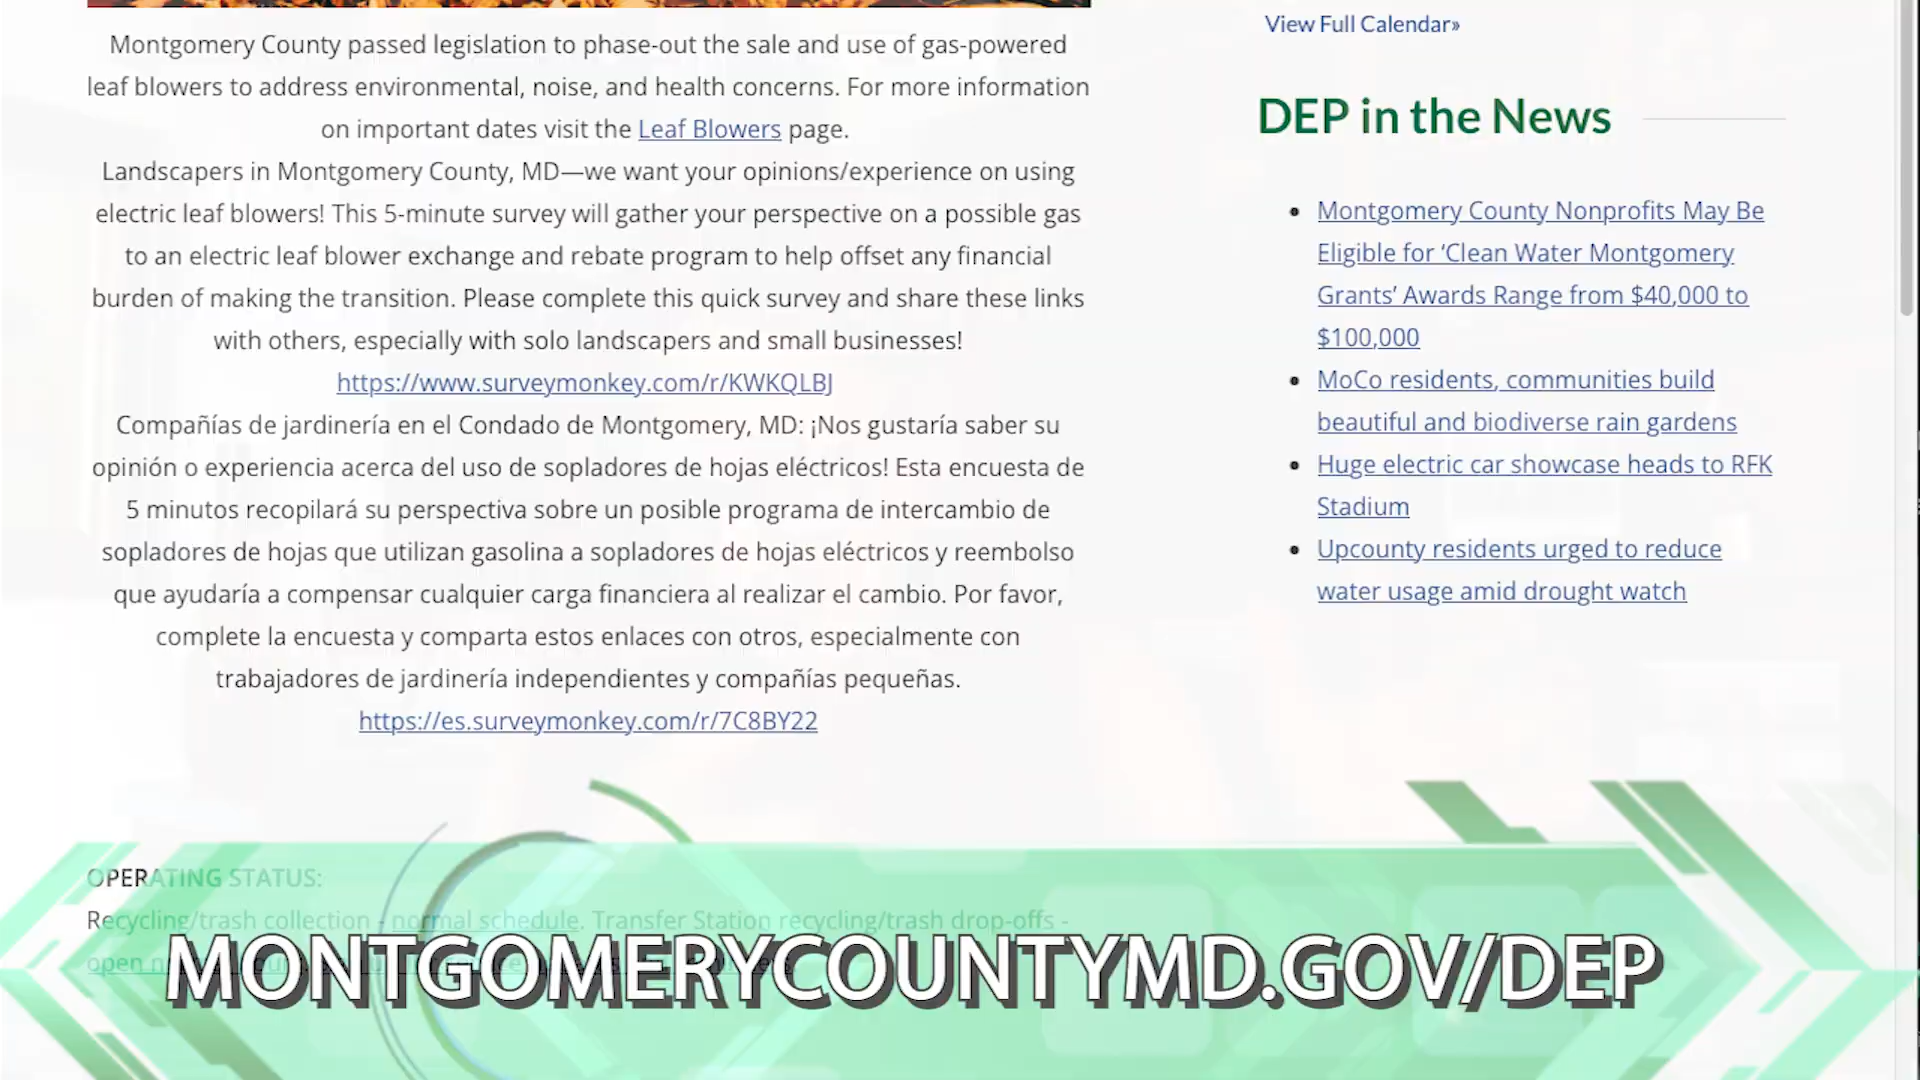 Montgomery County passed legislation to phase-out the sale and use of gas-powered
leaf blowers to address environmental, noise, and health concerns. For more information
on important dates visit the Leaf Blowers page.
Landscapers in Montgomery County, MD—we want your opinions/experience on using
electric leaf blowers! This 5-minute survey will gather your perspective on a possible gas
to an electric leaf blower exchange and rebate program to help offset any financial
burden of making the transition. Please complete this quick survey and share these links
with others, especially with solo landscapers and small businesses!
https://www.surveymonkey.com/r/KWKQLBJ
Compañías de jardinería en el Condado de Montgomery, MD: ¡Nos gustaría saber su
opinión o experiencia acerca del uso de sopladores de hojas eléctricos! Esta encuesta de
5 minutos recopilará su perspectiva sobre un posible programa de intercambio de
sopladores de hojas que utilizan gasolina a sopladores de hojas eléctricos y reembolso
que ayudaría a compensar cualquier carga financiera al realizar el cambio. Por favor,
complete la encuesta y comparta estos enlaces con otros, especialmente con
trabajadores de jardinería independientes y compañías pequeñas.
https://es.surveymonkey.com/r/7C8BY22
OPERATING STATUS:
Recycling/trash collection - normal schedule. Transfer Station recycling/trash drop-offs -
open
View Full Calendar»
DEP in the News
Montgomery County Nonprofits May Be
Eligible for ‘Clean Water Montgomery
Grants’ Awards Range from $40,000 to
$100,000
MoCo residents, communities build
beautiful and biodiverse rain gardens
Huge electric car showcase heads to RFK
Stadium
Upcounty residents urged to reduce
water usage amid drought watch
MONTGOMERYCOUNTYMD.GOV/DEP